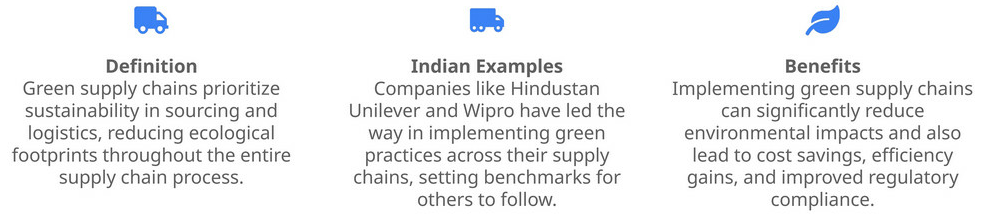 Definition
Green supply chains prioritize
sustainability in sourcing and
logistics, reducing ecological
footprints throughout the entire
supply chain process.
Indian Examples
Companies like Hindustan
Unilever and Wipro have led the
way in implementing green
practices across their supply
chains, setting benchmarks for
others to follow.
Benefits
Implementing green supply chains
can significantly reduce
environmental impacts and also
lead to cost savings, efficiency
gains, and improved regulatory
compliance.